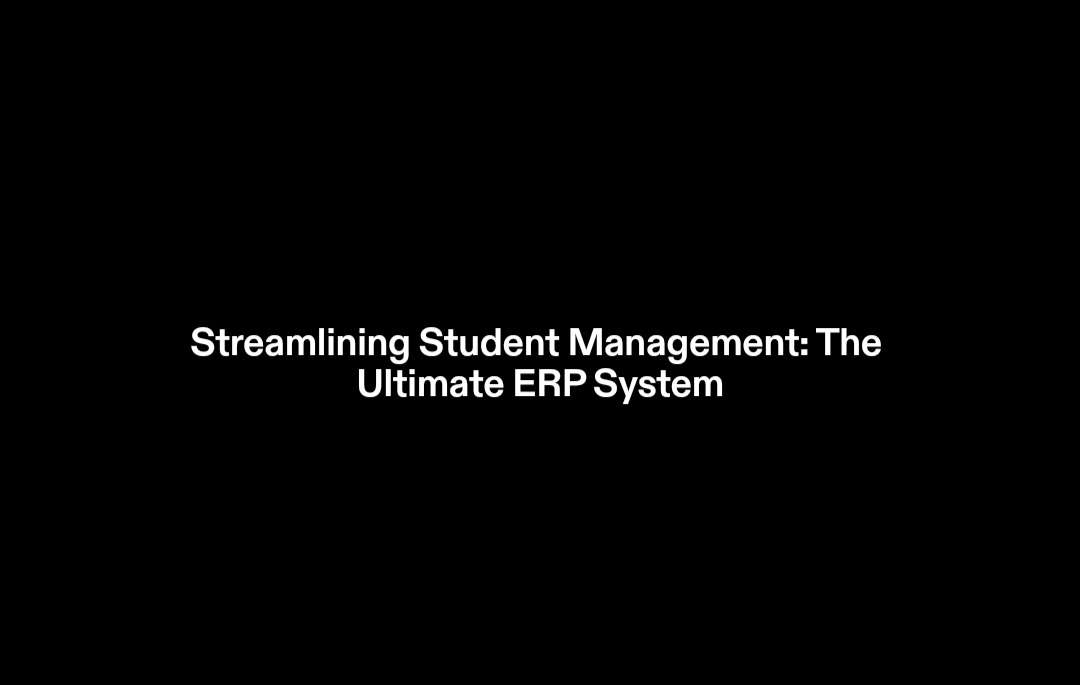 Streamlining Student Management: The
Ultimate ERP System